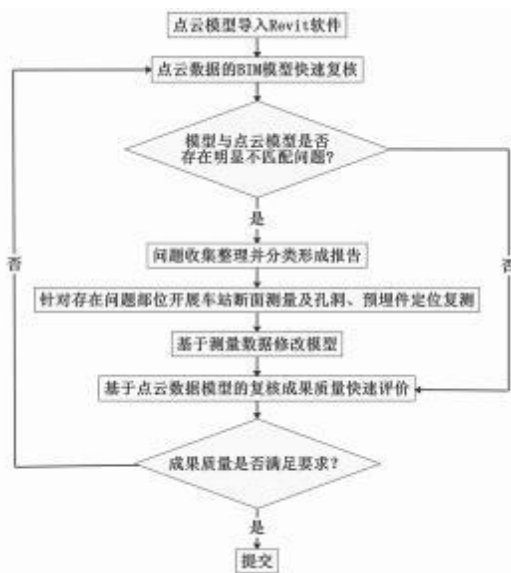 点云模型导入Revit软件
点云数据的BIM模型快速复核
模型与点云模型是否
存在明显不匹配问题?
是
问题收集整理并分类形成报告
否
否
针对存在问题部位开展车站断面测量及孔洞、预埋件定位复测
基于测量数据修改模型
基于点云数据模型的复核成果质量快速评价
成果质量是否满足要求?
是
提交